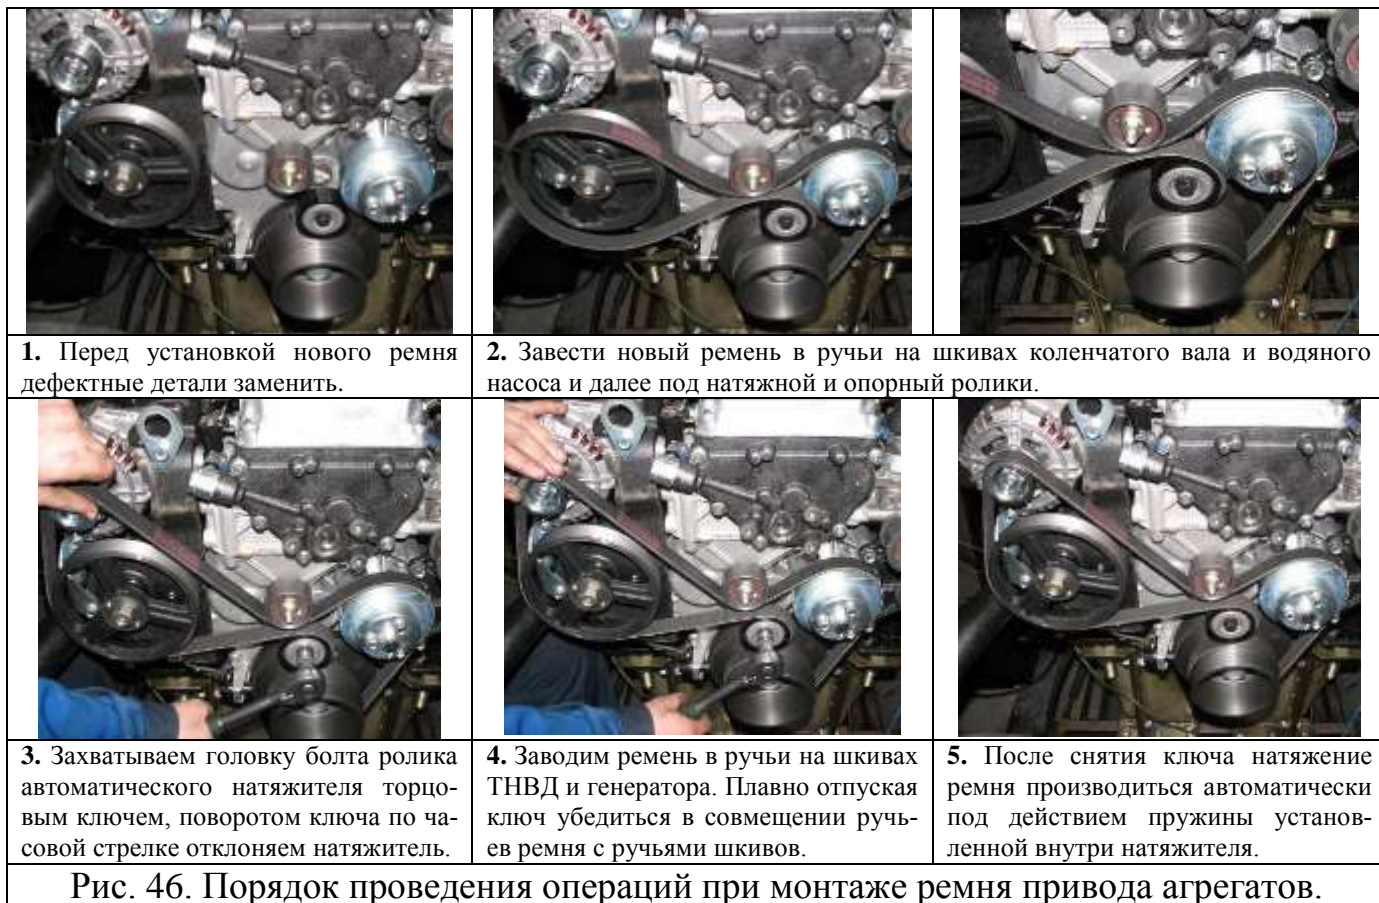 1. Перед установкой нового ремня
дефектные детали заменить.
2. Завести новый ремень в ручьи на шкивах коленчатого вала и водяного
насоса и далее под натяжной и опорный ролики.
3. Захватываем головку болта ролика
автоматического натяжителя торцо-
вым ключем, поворотом ключа по ча-
совой стрелке отклоняем натяжитель.
4. Заводим ремень в ручьи на шкивах
ТНВД и генератора. Плавно отпуская
ключ убедиться в совмещении ручь-
ев ремня с ручьями шкивов.
5. После снятия ключа натяжение
ремня производиться автоматически
под действием пружины установ-
ленной внутри натяжителя.
Рис. 46. Порядок проведения операций при монтаже ремня привода агрегатов.